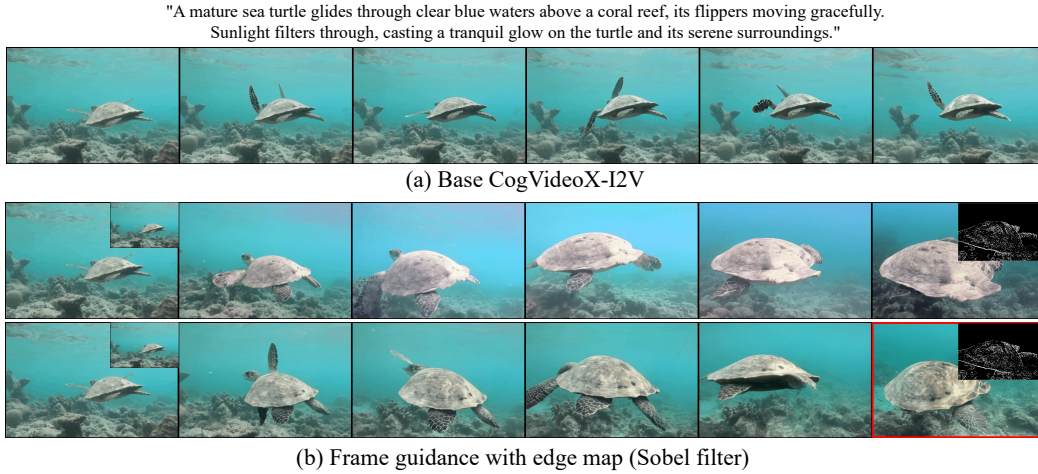 "A mature sea turtle glides through clear blue waters above a coral reef, its flippers moving gracefully.
Sunlight filters through, casting a tranquil glow on the turtle and its serene surroundings."
(a) Base CogVideoX-I2V
(b) Frame guidance with edge map (Sobel filter)